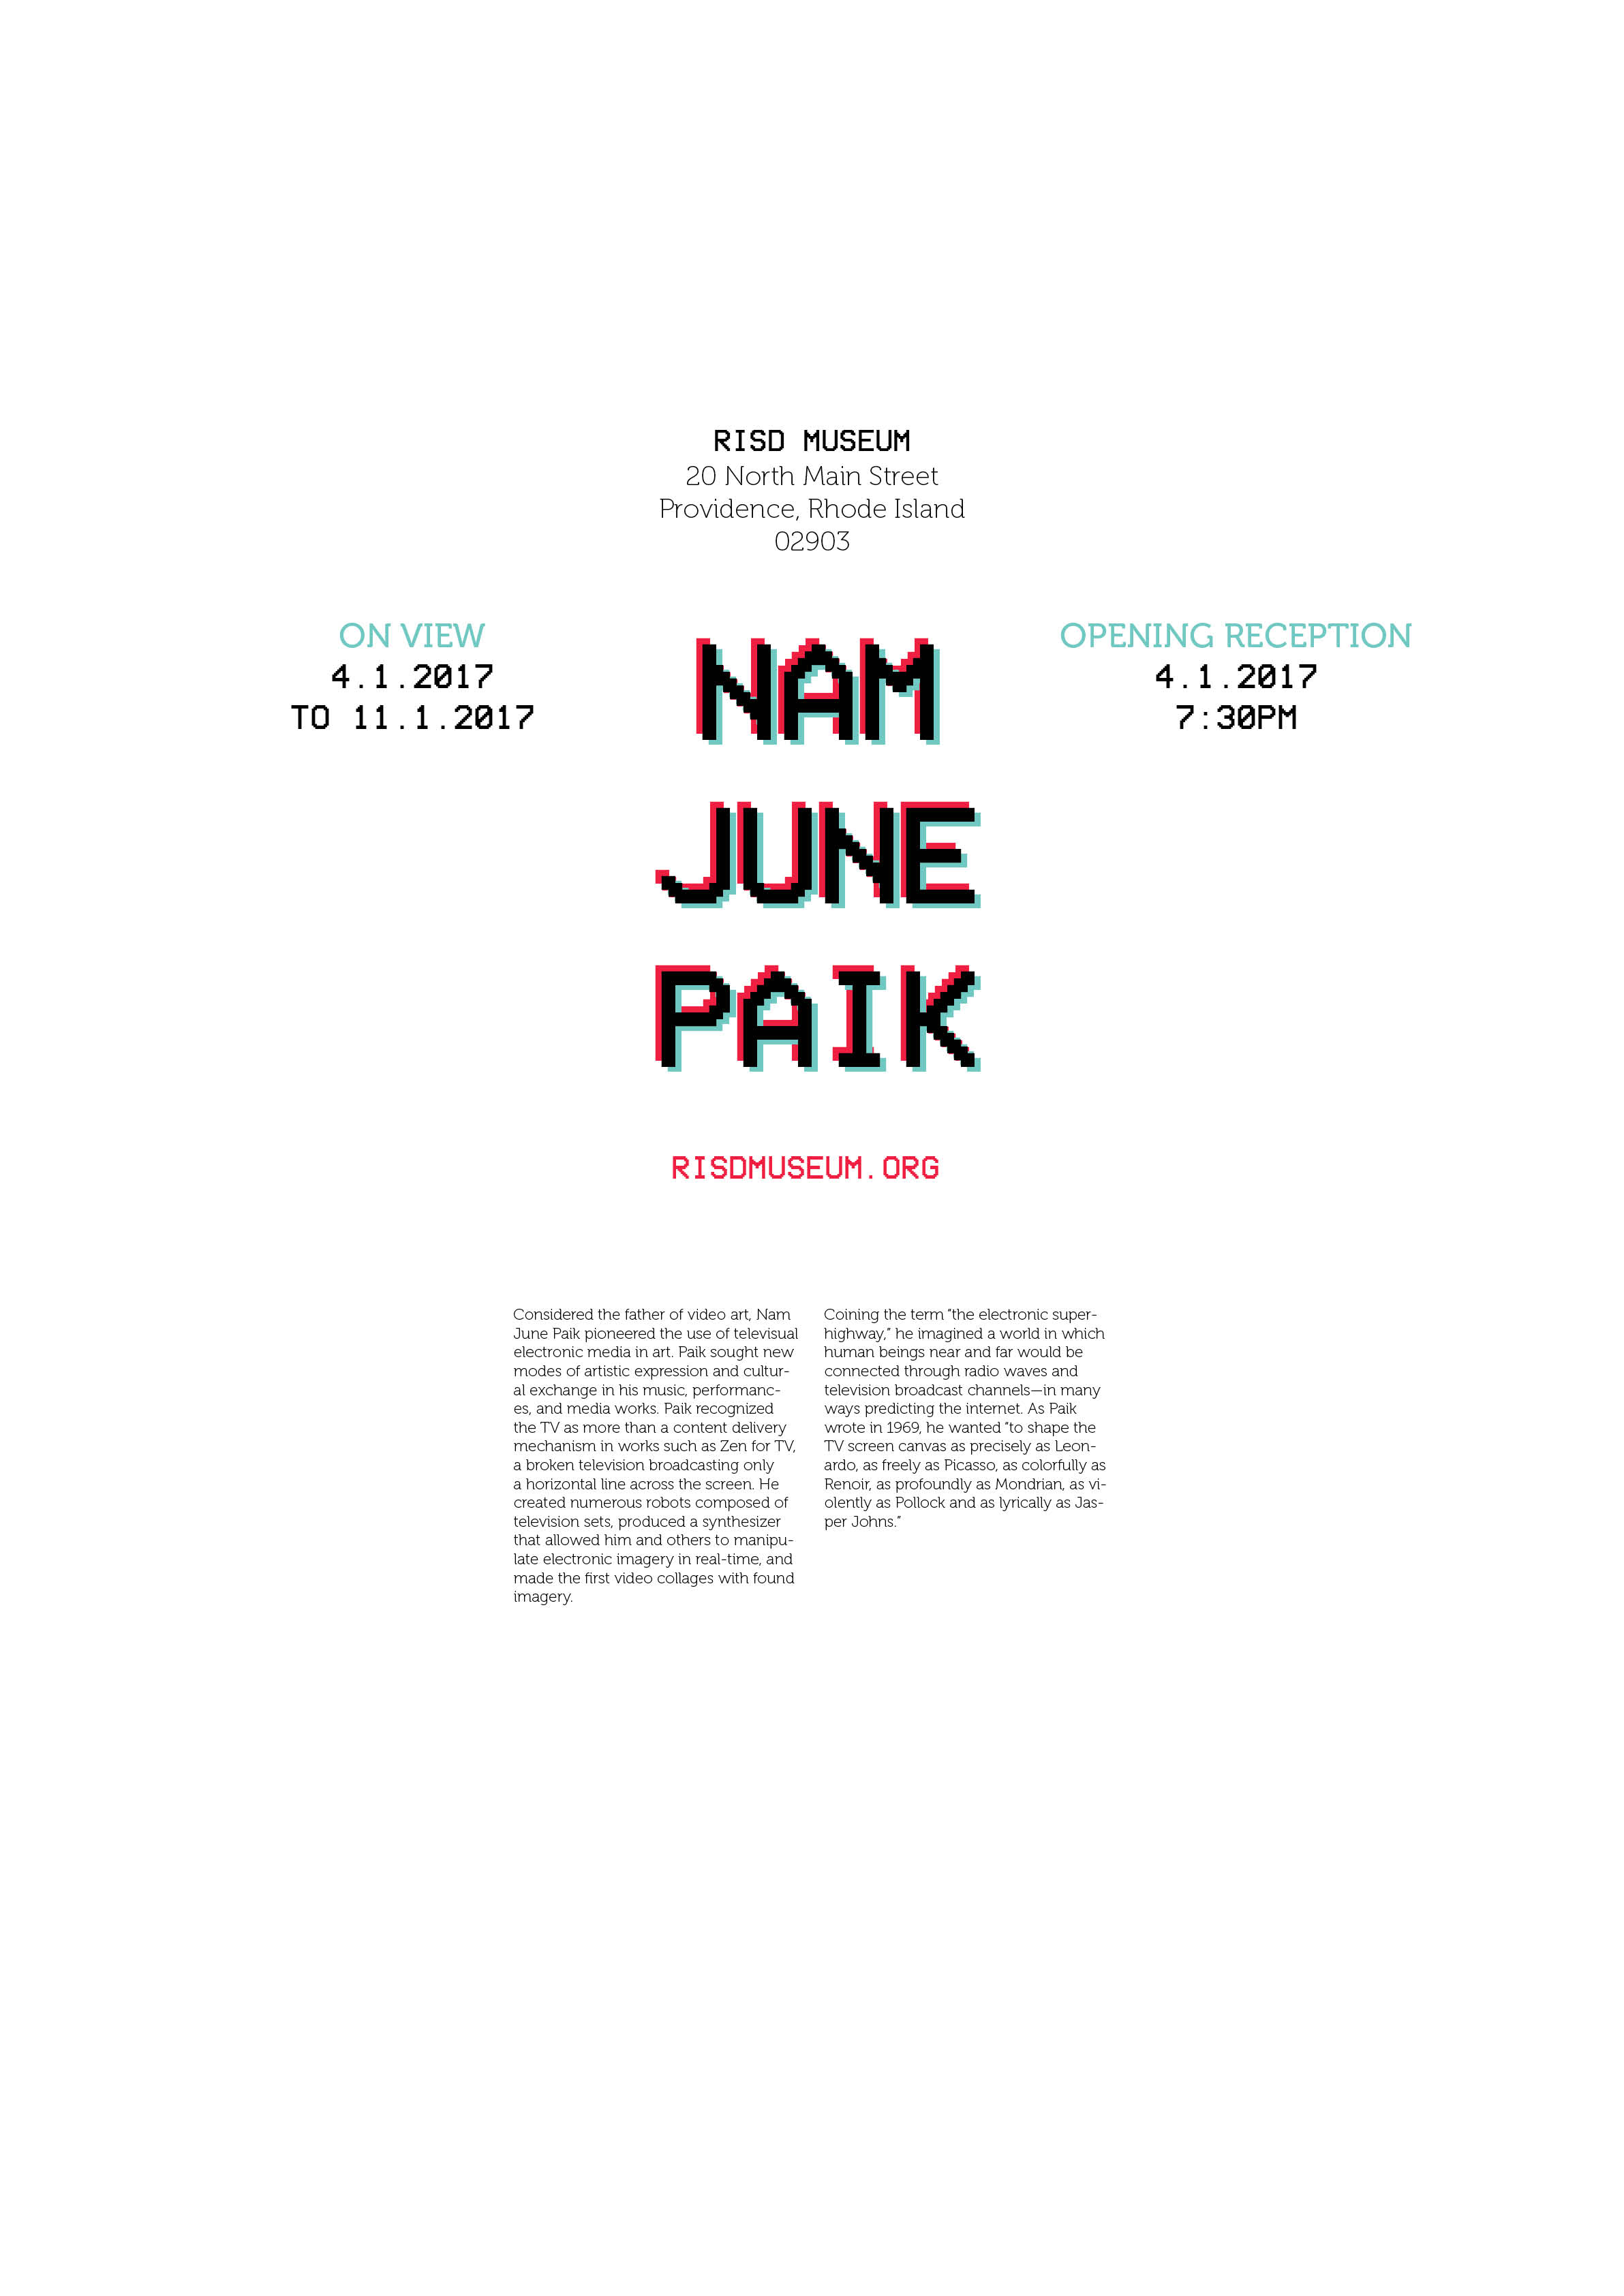 RISD MUSEUM
20 North Main Street
Providence, Rhode Island
02903
ON VIEW
4.1.2017
TO 11.1.2017
NAM
JUNE
PAIK
OPENING RECEPTION
4.1.2017
7:30PM
RISDMUSEUM.ORG
Considered the father of video art, Nam
June Paik pioneered the use of televisual
electronic media in art. Paik sought new
modes of artistic expression and cultur-
al exchange in his music, performanc-
es, and media works. Paik recognized
the TV as more than a content delivery
mechanism in works such as Zen for TV,
a broken television broadcasting only
a horizontal line across the screen. He
created numerous robots composed of
television sets, produced a synthesizer
that allowed him and others to manipu-
late electronic imagery in real-time, and
made the first video collages with found
imagery.
Coining the term "the electronic super-
highway," he imagined a world in which
human beings near and far would be
connected through radio waves and
television broadcast channels—in many
ways predicting the internet. As Paik
wrote in 1969, he wanted "to shape the
TV screen canvas as precisely as Leon-
ardo, as freely as Picasso, as colorfully as
Renoir, as profoundly as Mondrian, as vi-
olently as Pollock and as lyrically as Jas-
per Johns."